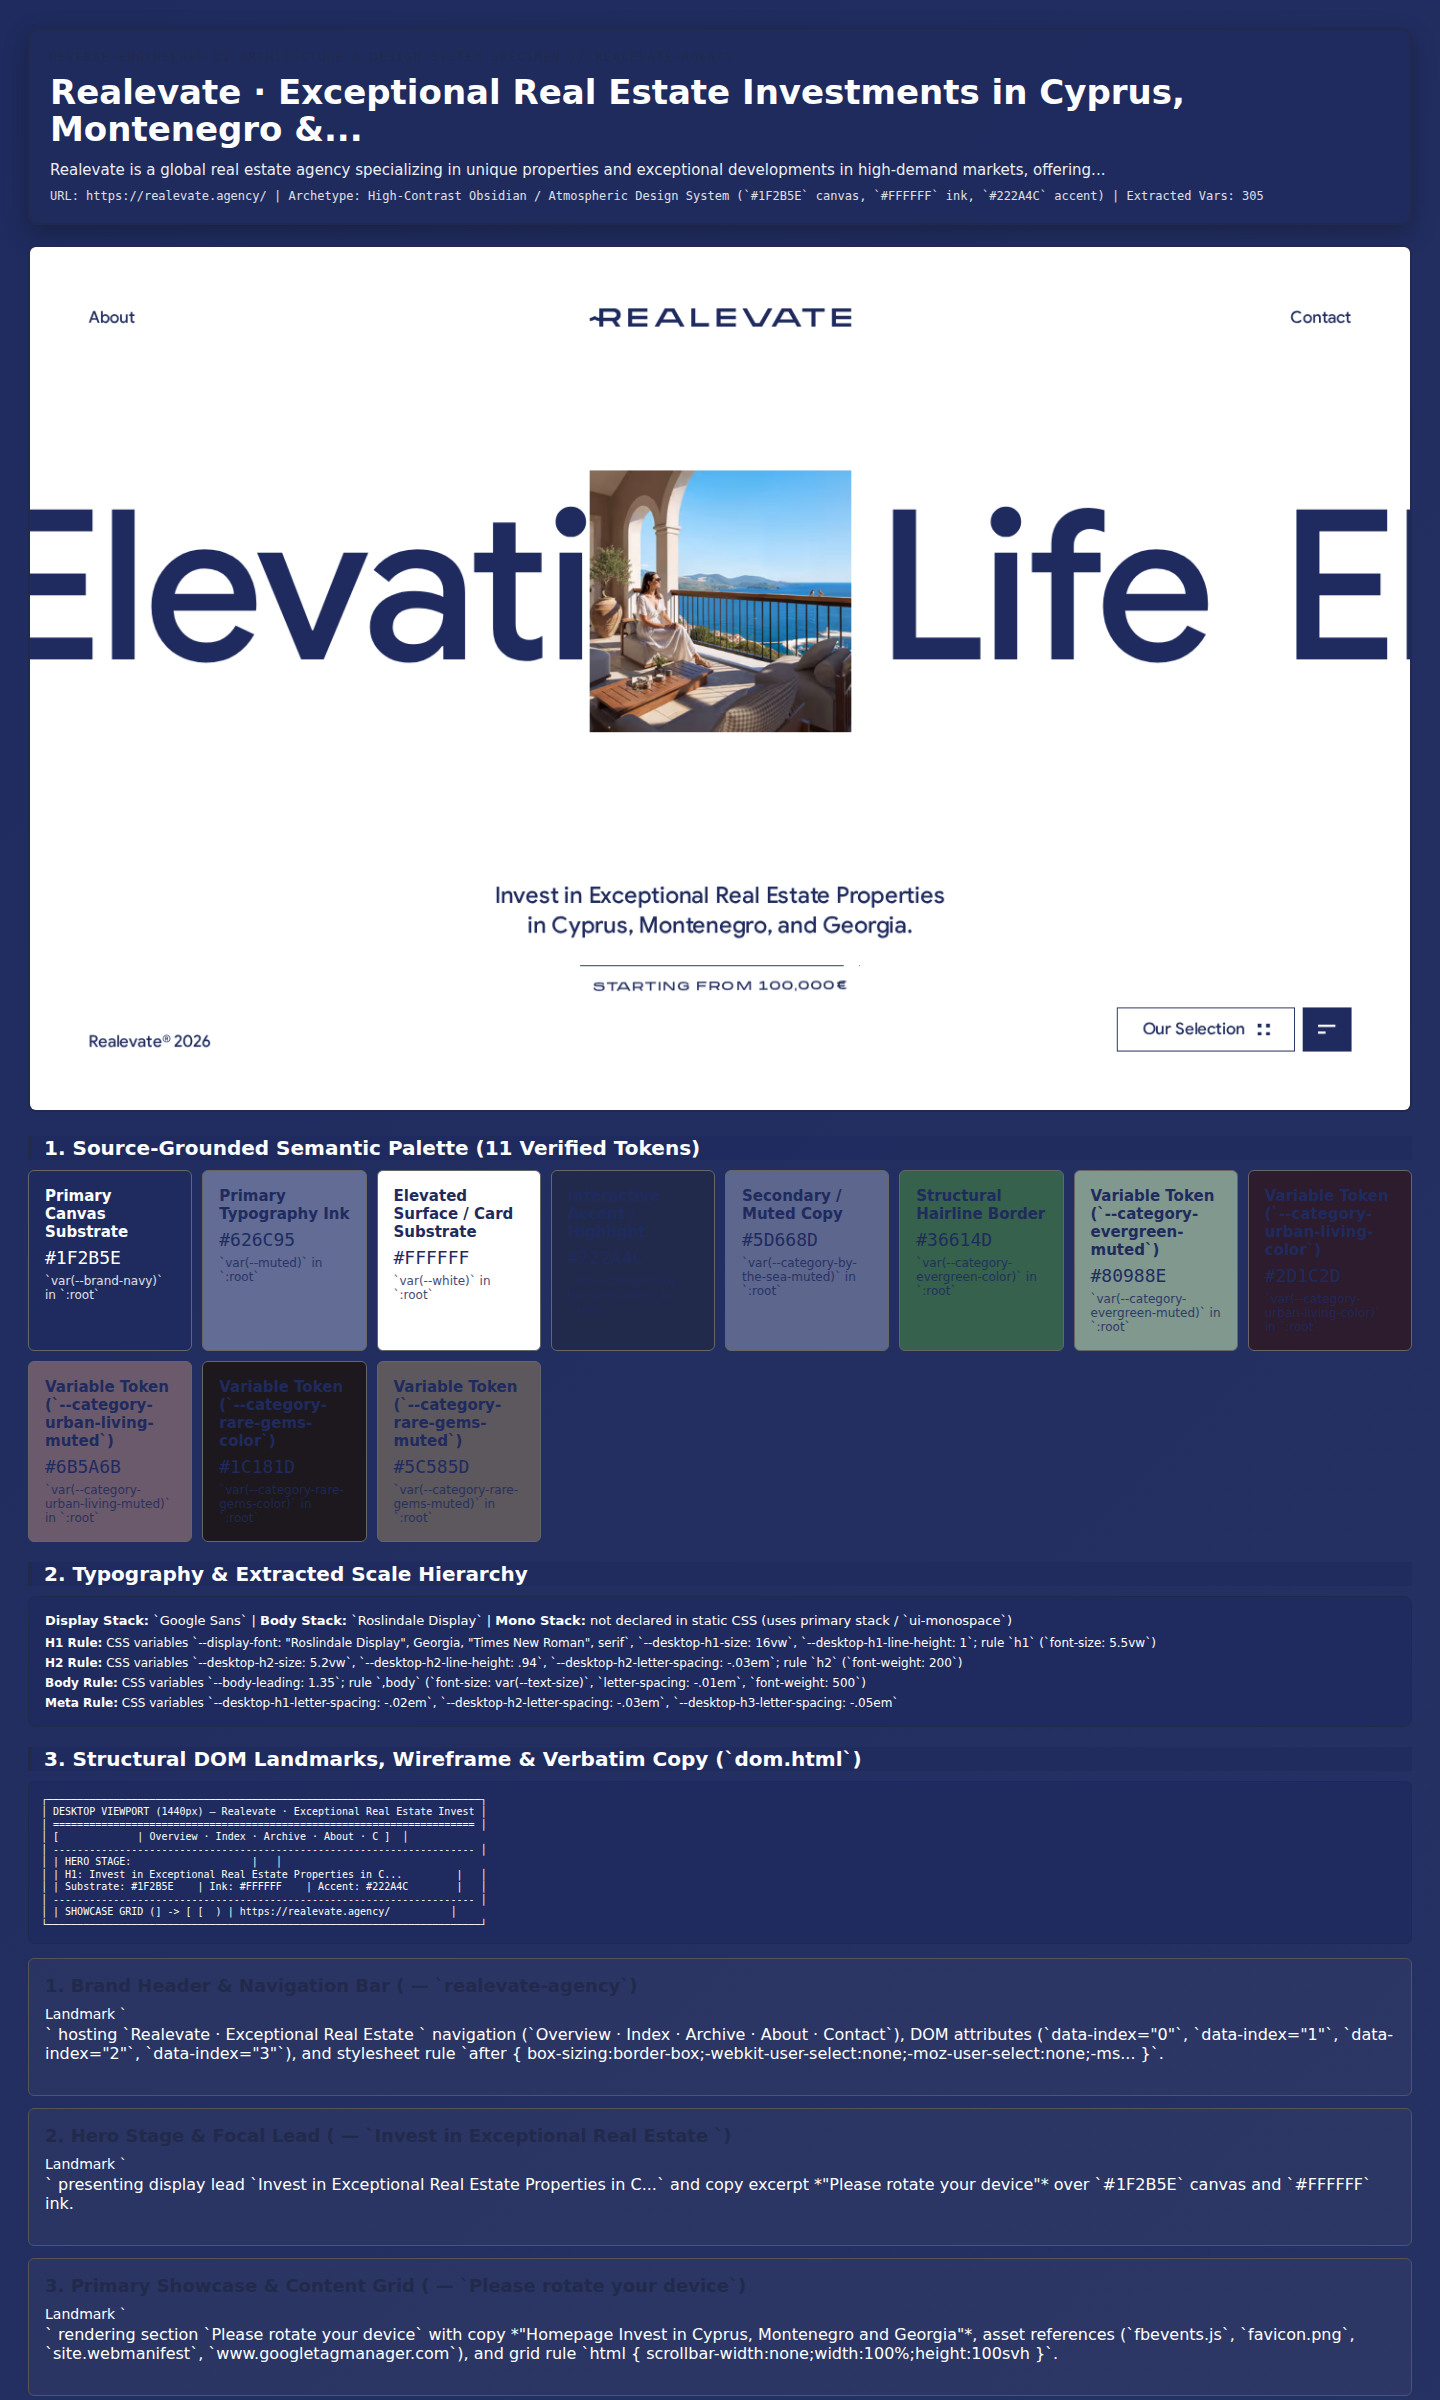 Realevate · Exceptional Real Estate Investments in Cyprus,
Montenegro &...
Realevate is a global real estate agency specializing in unique properties and exceptional developments in high-demand markets, offering...
URL: https://realevate.agency/ | Archetype: High-Contrast Obsidian / Atmospheric Design System (`#1F2B5E` canvas, `#FFFFFF` ink, `#222A4C` accent) | Extracted Vars: 305
About
REALEVATE
Contact
Elevati
Life
El
Invest in Exceptional Real Estate Properties
in Cyprus, Montenegro, and Georgia.
STARTING FROM 100,000€
Our Selection
Realevate® 2026
1. Source-Grounded Semantic Palette (11 Verified Tokens)
Primary
Canvas
Substrate
#1F2B5E
`var(--brand-navy)`
in `:root`
Primary
Typography Ink
#626C95
`var(--muted)` in
`:root`
Elevated
Surface / Card
Substrate
#FFFFFF
`var(--white)` in
`:root`
Secondary /
Muted Copy
#5D668D
`var(--category-by-
the-sea-muted)` in
`:root`
Structural
Hairline Border
#36614D
`var(--category-
evergreen-color)` in
`:root`
Variable Token
(`--category-
evergreen-
muted`)
#80988E
`var(--category-
evergreen-muted)` in
`:root`
Variable Token
(`--category-
urban-living-
color`)
#2D1C2D
`var(--category-
urban-living-color)`
in `:root`
Variable Token
(`--category-
urban-living-
muted`)
#6B5A6B
`var(--category-
urban-living-muted)`
in `:root`
Variable Token
(`--category-
rare-gems-
color`)
#1C181D
`var(--category-rare-
gems-color)` in
`:root`
Variable Token
(`--category-
rare-gems-
muted`)
#5C585D
`var(--category-rare-
gems-muted)` in
`:root`
2. Typography & Extracted Scale Hierarchy
Display Stack: `Google Sans` | Body Stack: `Roslindale Display` | Mono Stack: not declared in static CSS (uses primary stack / `ui-monospace`)
H1 Rule: CSS variables `--display-font: "Roslindale Display", Georgia, "Times New Roman", serif`, `--desktop-h1-size: 16vw`, `--desktop-h1-line-height: 1`; rule `h1` (`font-size: 5.5vw`)
H2 Rule: CSS variables `--desktop-h2-size: 5.2vw`, `--desktop-h2-line-height: .94`, `--desktop-h2-letter-spacing: -.03em`; rule `h2` (`font-weight: 200`)
Body Rule: CSS variables `--body-leading: 1.35`; rule `,body` (`font-size: var(--text-size)`, `letter-spacing: -.01em`, `font-weight: 500`)
Meta Rule: CSS variables `--desktop-h1-letter-spacing: -.02em`, `--desktop-h2-letter-spacing: -.03em`, `--desktop-h3-letter-spacing: -.05em`
3. Structural DOM Landmarks, Wireframe & Verbatim Copy (`dom.html`)
DESKTOP VIEWPORT (1440px) — Realevate · Exceptional Real Estate Invest
======================================================================
[ | Overview · Index · Archive · About · C ] |
----------------------------------------------------------------------
| HERO STAGE: |
| H1: Invest in Exceptional Real Estate Properties in C... |
| Substrate: #1F2B5E | Ink: #FFFFFF | Accent: #222A4C |
----------------------------------------------------------------------
| SHOWCASE GRID (] -> [ [ ) | https://realevate.agency/ |
1. Brand Header & Navigation Bar ( — `realevate-agency`)
Landmark `
` hosting `Realevate · Exceptional Real Estate ` navigation (`Overview · Index · Archive · About · Contact`), DOM attributes (`data-index="0"`, `data-index="1"`, `data-
index="2"`, `data-index="3"`), and stylesheet rule `after { box-sizing:border-box;-webkit-user-select:none;-moz-user-select:none;-ms... }`.
2. Hero Stage & Focal Lead ( — `Invest in Exceptional Real Estate `)
Landmark `
` presenting display lead `Invest in Exceptional Real Estate Properties in C...` and copy excerpt *"Please rotate your device"* over `#1F2B5E` canvas and `#FFFFFF`
ink.
3. Primary Showcase & Content Grid ( — `Please rotate your device`)
Landmark `
` rendering section `Please rotate your device` with copy *"Homepage Invest in Cyprus, Montenegro and Georgia"*, asset references (`fbevents.js`, `favicon.png`,
`site.webmanifest`, `www.googletagmanager.com`), and grid rule `html { scrollbar-width:none;width:100%;height:100svh }`.